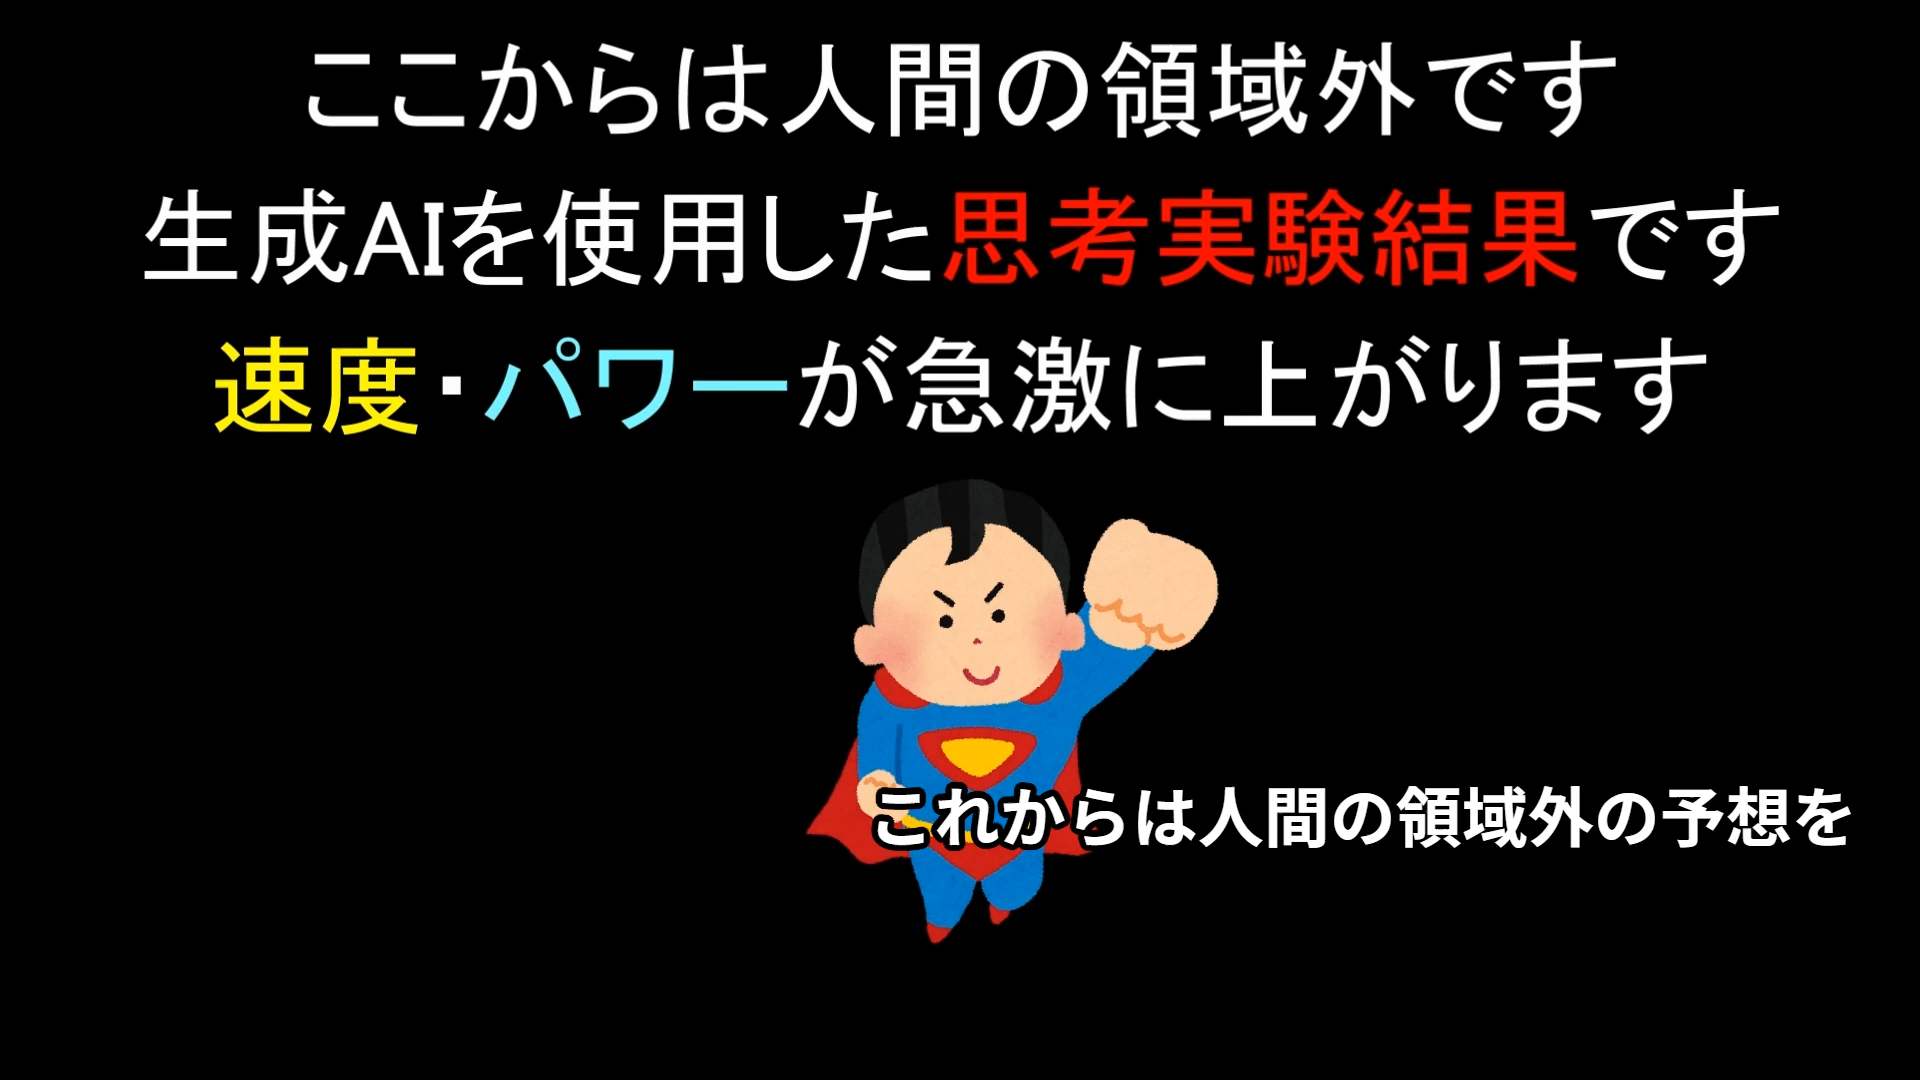 ここからは人間の領域外です
生成AIを使用した思考実験結果です
速度・パワーが急激に上がります
これからは人間の領域外の予想を